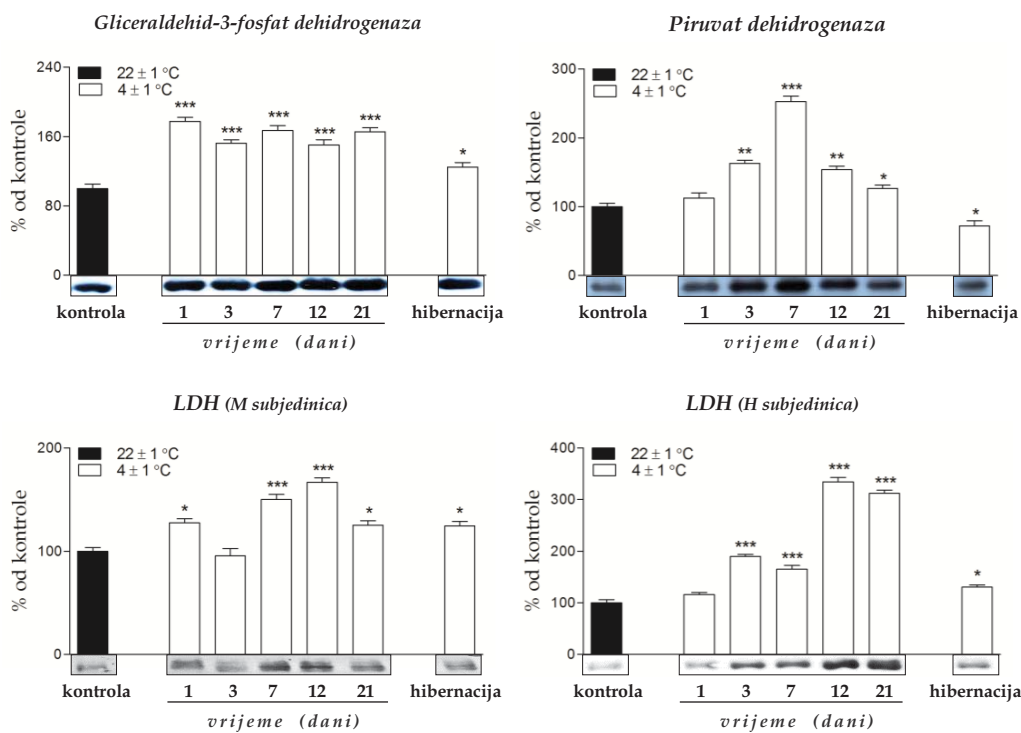 Gliceraldehid-3-fosfat dehidrogenaza
% od kontrole
240
160
80
0
22 ± 1 °C
4 ± 1 °C
***
***
***
***
***
*
kontrola
1 3 7 12 21
hibernacija
vrijeme (dani)
Piruvat dehidrogenaza
% od kontrole
300
200
100
0
22 ± 1 °C
4 ± 1 °C
**
***
**
*
*
kontrola
1 3 7 12 21
hibernacija
vrijeme (dani)
LDH (M subjedinica)
% od kontrole
200
100
0
22 ± 1 °C
4 ± 1 °C
*
***
***
*
*
kontrola
1 3 7 12 21
hibernacija
vrijeme (dani)
LDH (H subjedinica)
% od kontrole
400
300
200
100
0
22 ± 1 °C
4 ± 1 °C
***
***
***
***
*
kontrola
1 3 7 12 21
hibernacija
vrijeme (dani)